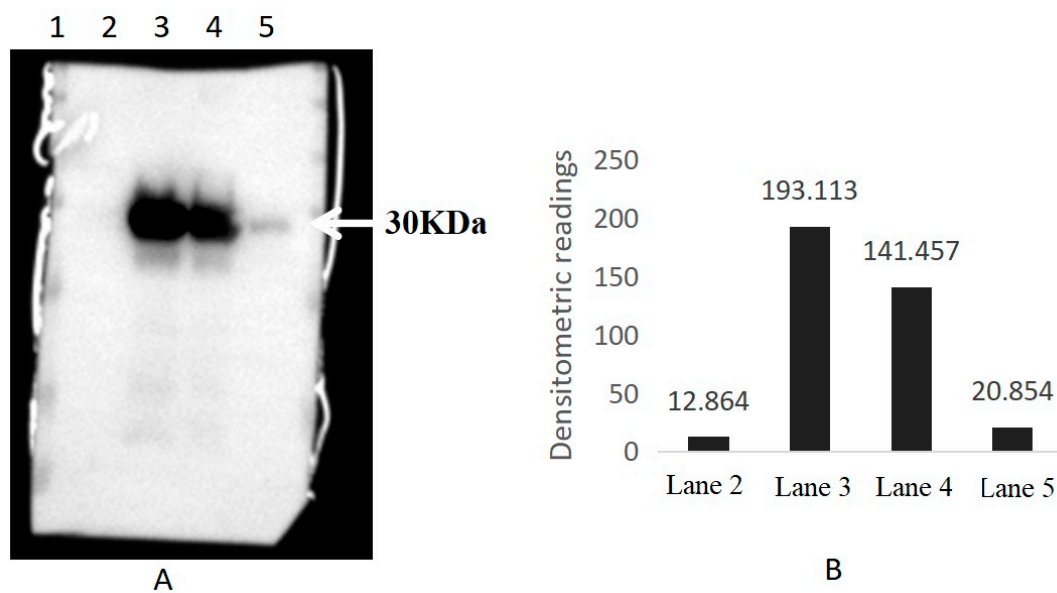 1 2 3 4 5
30KDa
A
Densitometric readings
250
200
150
100
50
0
12.864
193.113
141.457
20.854
Lane 2 Lane 3 Lane 4 Lane 5
B